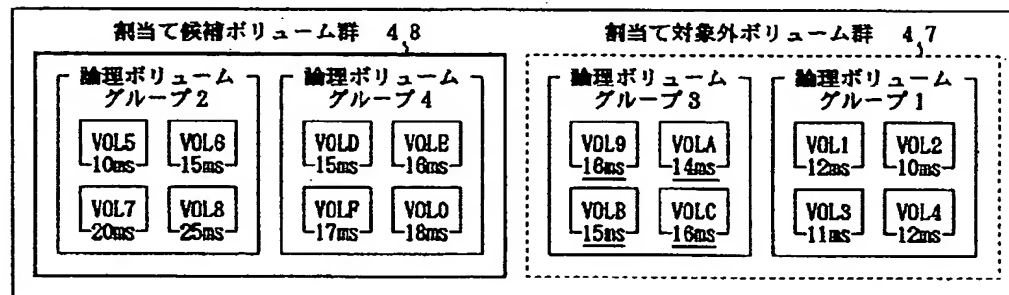 割当て候補ボリューム群 48
割当て対象外ボリューム群 47
論理ボリューム
グループ2
論理ボリューム
グループ4
論理ボリューム
グループ3
論理ボリューム
グループ1
VOL5 VOL6
10ms 15ms
VOL7 VOL8
20ms 25ms
VOLD VOLE
15ms 16ms
VOLF VOL0
17ms 18ms
VOL9 VOLA
16ms 14ms
VOLB VOLC
15ms 16ms
VOL1 VOL2
12ms 10ms
VOL3 VOL4
11ms 12ms